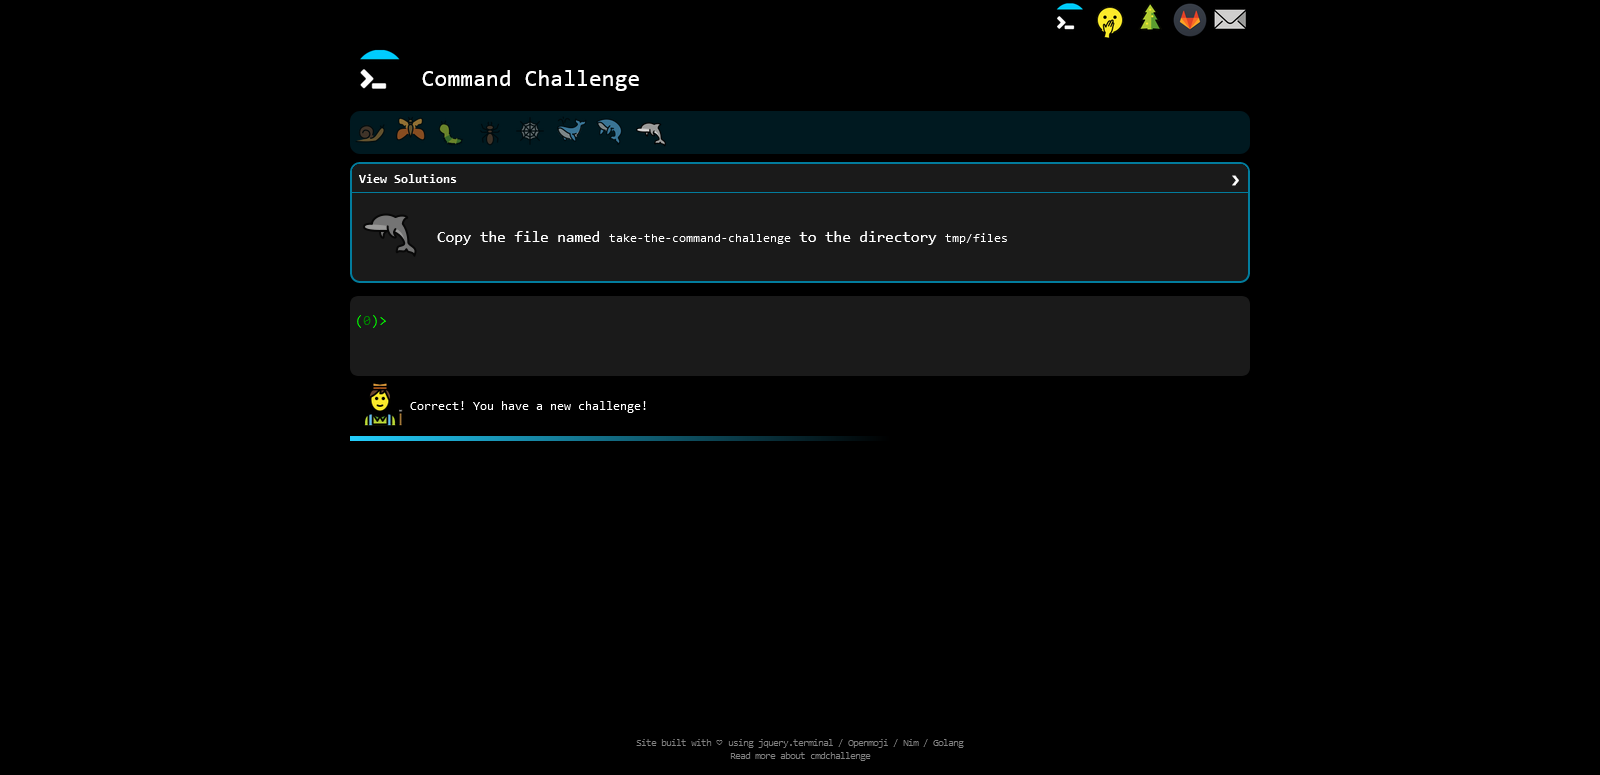 Command Challenge
View Solutions
Copy the file named take-the-command-challenge to the directory tmp/files
(0)>
Correct! You have a new challenge!
Site built with ♡ using jquery.terminal / Openmoji / Nim / Golang
Read more about cmdchallenge